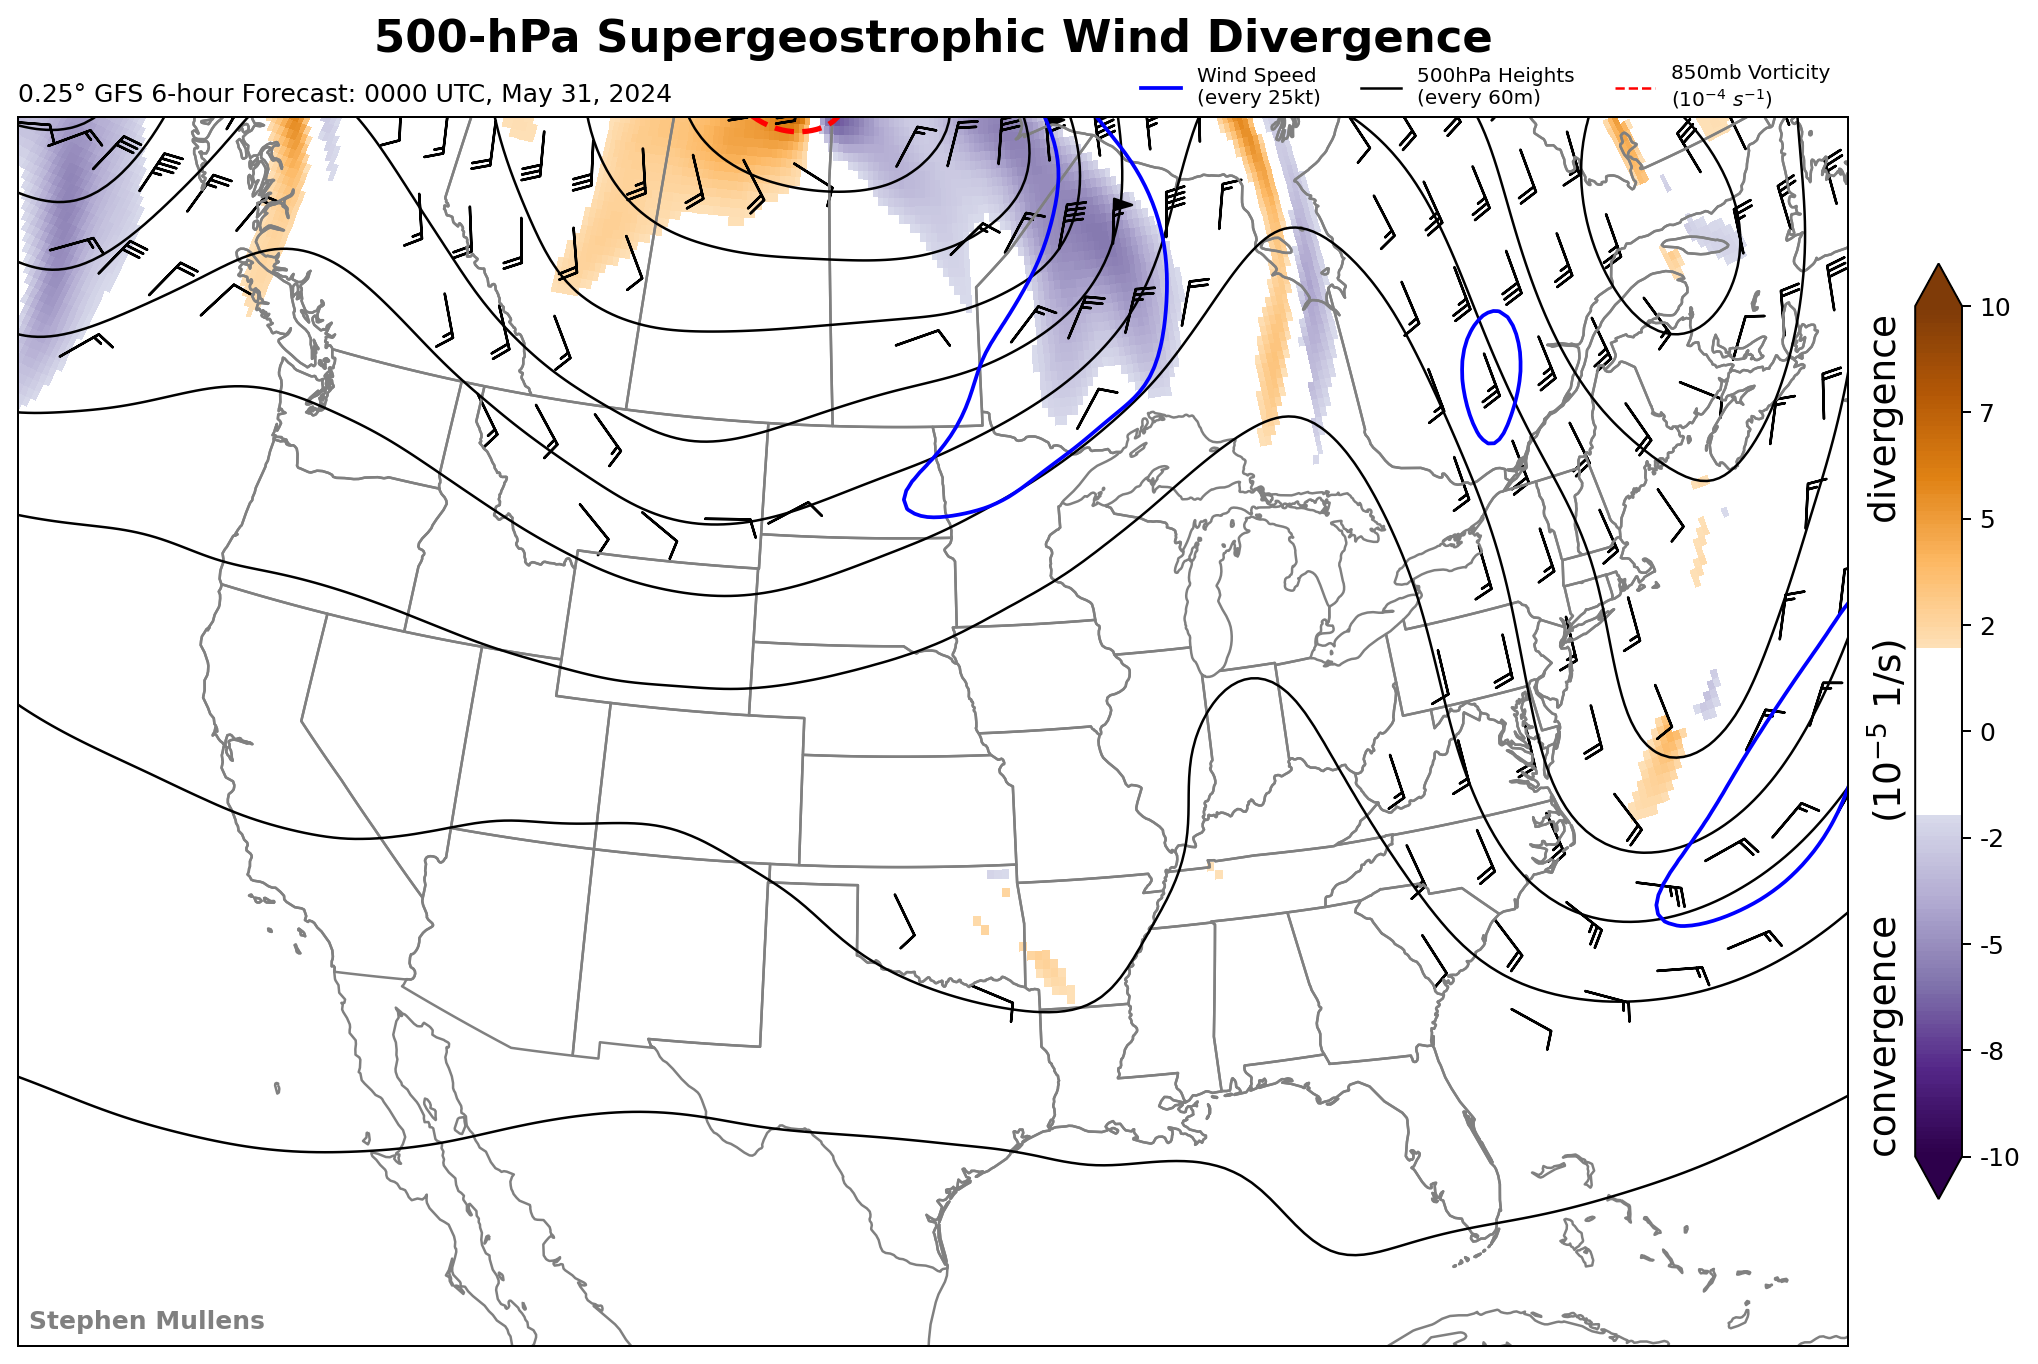 500-hPa Supergeostrophic Wind Divergence
0.25° GFS 6-hour Forecast: 0000 UTC, May 31, 2024
Wind Speed
(every 25kt)
500hPa Heights
(every 60m)
850mb Vorticity
(10⁻⁴ s⁻¹)
10
7
5
2
0
-2
-5
-8
-10
convergence (10⁻⁵ 1/s) divergence
Stephen Mullens